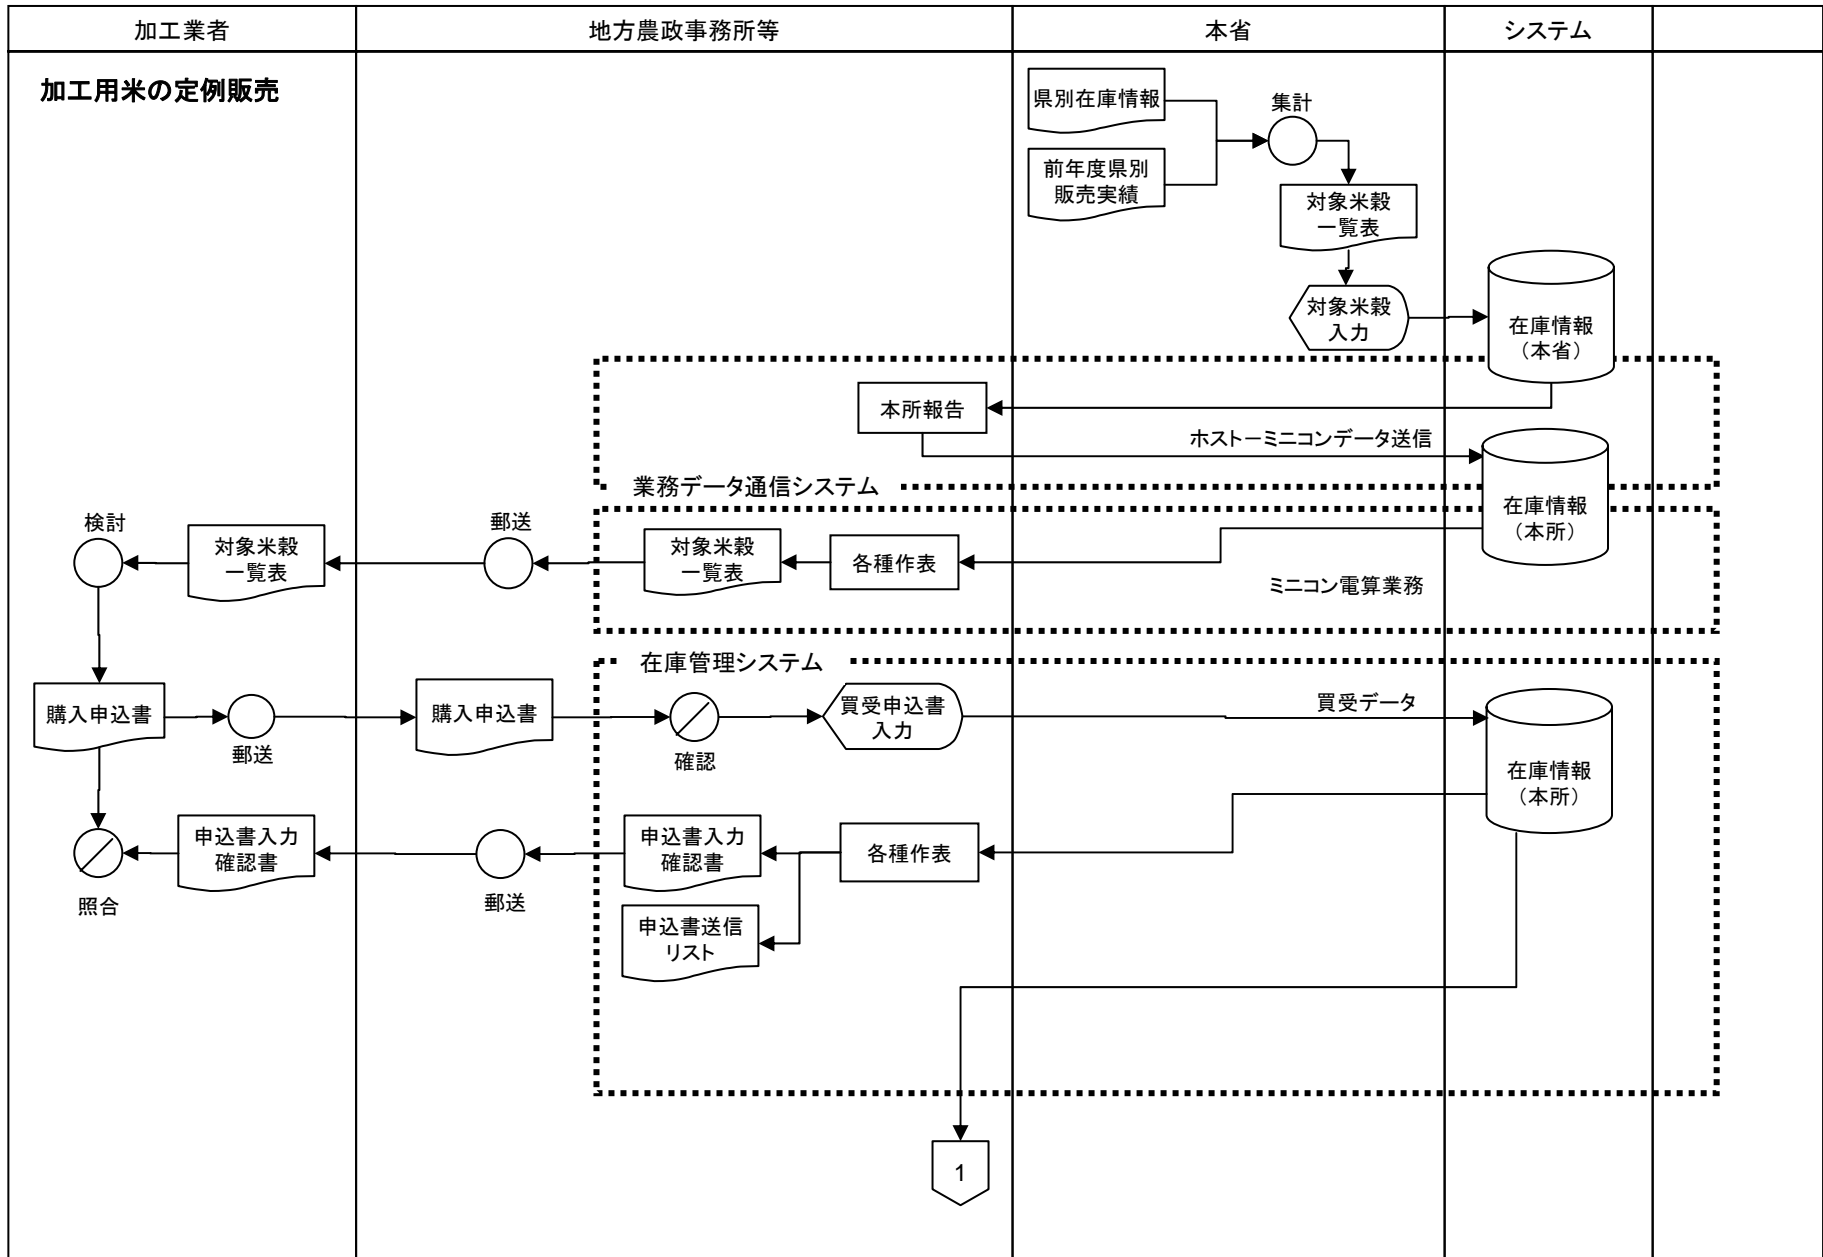 加工業者
地方農政事務所等
本省
システム
加工用米の定例販売
県別在庫情報
集計
前年度県別
販売実績
対象米穀
一覧表
対象米穀
入力
在庫情報
（本省）
本所報告
ホストーミニコンデータ送信
業務データ通信システム
在庫情報
（本所）
検討
対象米穀
一覧表
郵送
対象米穀
一覧表
各種作表
ミニコン電算業務
在庫管理システム
購入申込書
郵送
購入申込書
確認
買受申込書
入力
買受データ
在庫情報
（本所）
照合
申込書入力
確認書
郵送
申込書入力
確認書
各種作表
申込書送信
リスト
1